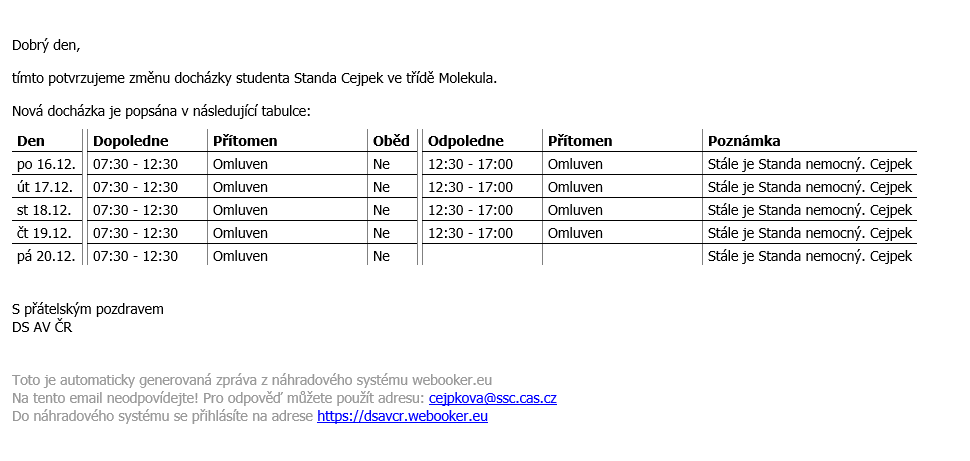 Dobrý den,
tímto potvrzujeme změnu docházky studenta Standa Cejpek ve třídě Molekula.
Nová docházka je popsána v následující tabulce:
Den Dopoledne Přítomen Oběd Odpoledne Přítomen Poznámka
po 16.12. 07:30 - 12:30 Omluven Ne 12:30 - 17:00 Omluven Stále je Standa nemocný. Cejpek
út 17.12. 07:30 - 12:30 Omluven Ne 12:30 - 17:00 Omluven Stále je Standa nemocný. Cejpek
st 18.12. 07:30 - 12:30 Omluven Ne 12:30 - 17:00 Omluven Stále je Standa nemocný. Cejpek
čt 19.12. 07:30 - 12:30 Omluven Ne 12:30 - 17:00 Omluven Stále je Standa nemocný. Cejpek
pá 20.12. 07:30 - 12:30 Omluven Ne Stále je Standa nemocný. Cejpek
S přátelským pozdravem
DS AV ČR
Toto je automaticky generovaná zpráva z náhradového systému webooker.eu
Na tento email neodpovídejte! Pro odpověď můžete použít adresu: cejpkova@ssc.cas.cz
Do náhradového systému se přihlásíte na adrese https://dsavcr.webooker.eu